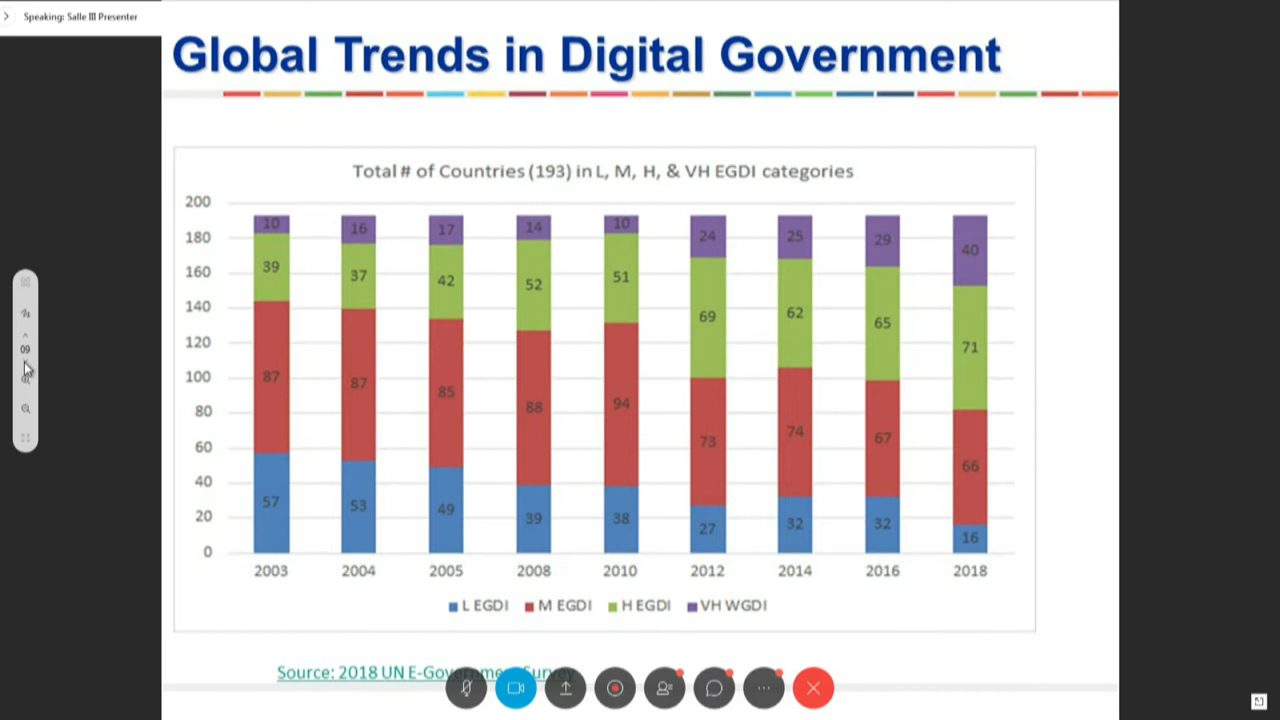 Speaking: Salle III Presenter
Global Trends in Digital Government
Total # of Countries (193) in L, M, H, & VH EGDI categories
200
180
160
140
120
100
80
60
40
20
0
10 16 17 14 10 24 25 29 40
39 37 42 52 51 69 62 65 71
87 87 85 88 94 73 74 67 66
57 53 49 39 38 27 32 32 16
2003 2004 2005 2008 2010 2012 2014 2016 2018
L EGDI M EGDI H EGDI VH WGDI
09
Source: 2018 UN E-Government Survey